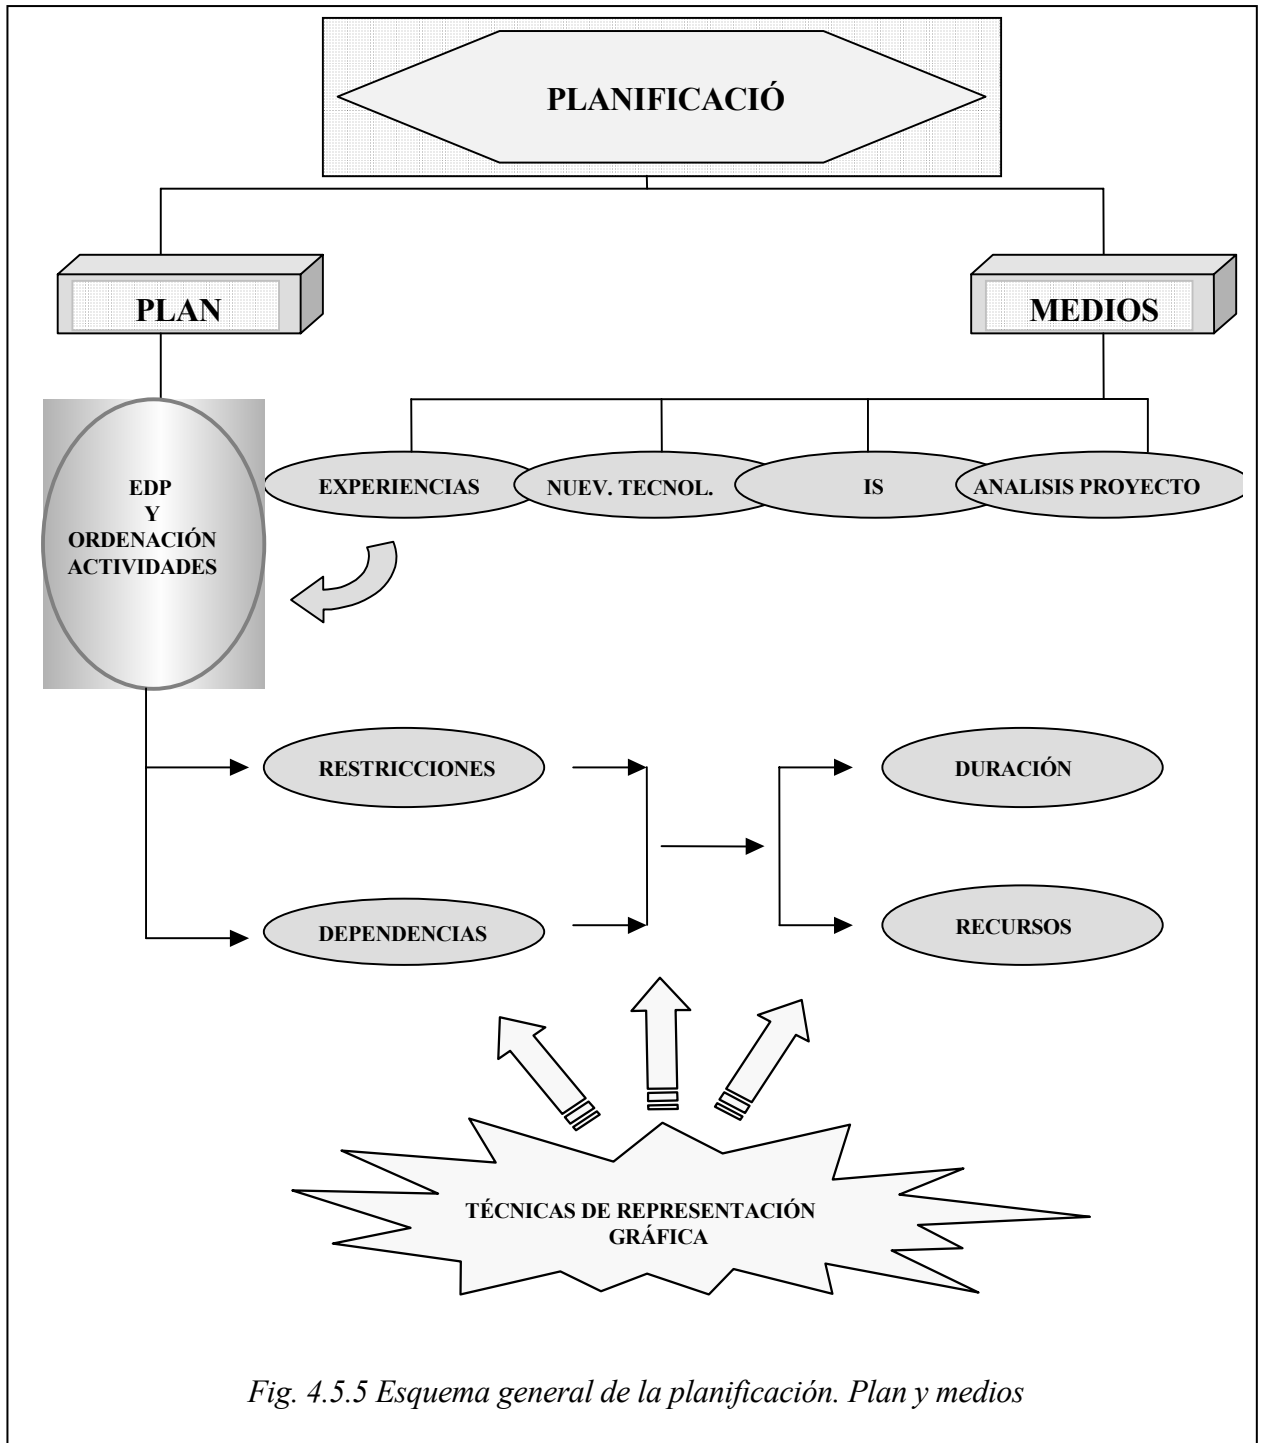 PLANIFICACIÓ
PLAN
MEDIOS
EDP
Y
ORDENACIÓN
ACTIVIDADES
EXPERIENCIAS
NUEV. TECNOL.
IS
ANALISIS PROYECTO
RESTRICCIONES
DURACIÓN
DEPENDENCIAS
RECURSOS
TÉCNICAS DE REPRESENTACIÓN
GRÁFICA
Fig. 4.5.5 Esquema general de la planificación. Plan y medios